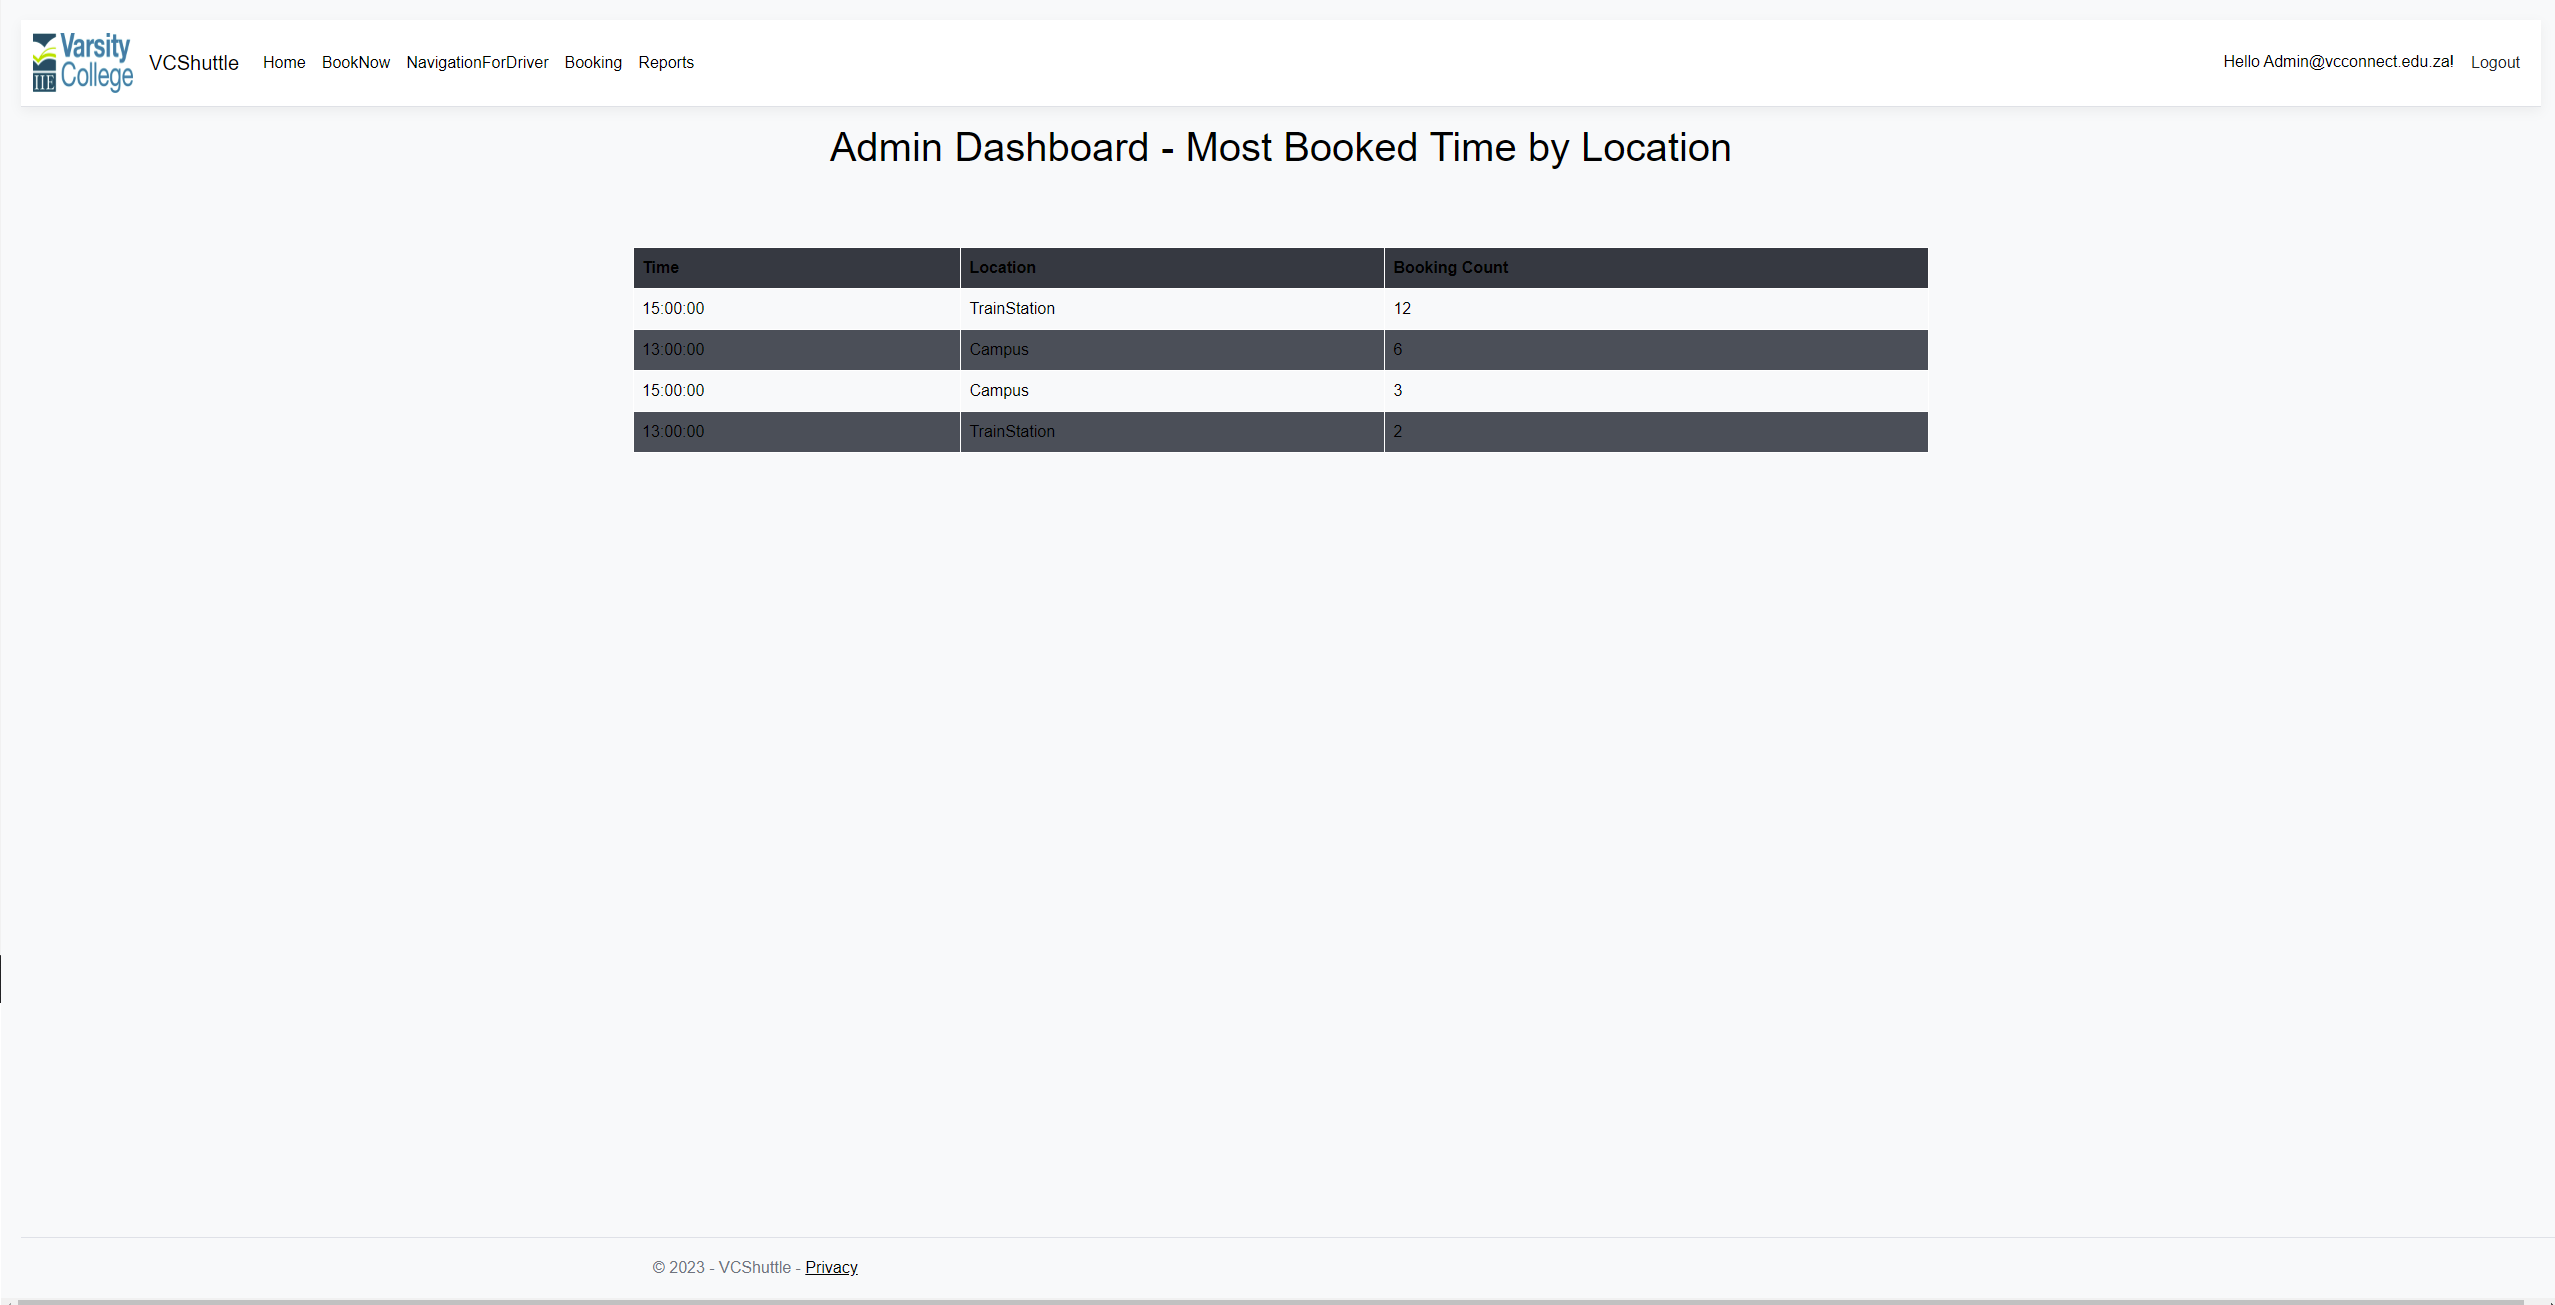 Varsity College
IIE
VCShuttle Home BookNow NavigationForDriver Booking Reports Hello Admin@vcconnect.edu.za! Logout
Admin Dashboard - Most Booked Time by Location
Time Location Booking Count
15:00:00 TrainStation 12
13:00:00 Campus 6
15:00:00 Campus 3
13:00:00 TrainStation 2
© 2023 - VCShuttle - Privacy